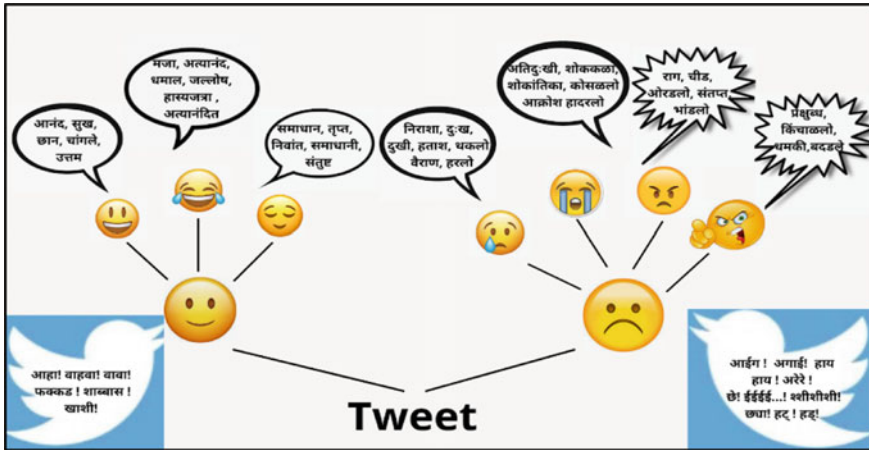 आनंद, सुख,
छान, चांगले,
उत्तम
मजा, अत्यानंद,
धमाल, जल्लोष,
हास्यजत्रा ,
अत्यानंदित
समाधान, तृप्त,
निवांत, समाधानी,
संतुष्ट
निराशा, दुःख,
दुखी, हताश, थकलो
वैराण, हरलो
अतिदुःखी, शोककळा,
शोकांतिका, कोसळलो
आक्रोश हादरलो
राग, चीड,
ओरडलो, संतप्त,
भांडलो
प्रक्षुब्ध,
किंचाळलो,
धमकी,बदडले
आहा! वाहवा! वावा!
फक्कड ! शाब्बास !
खाशी!
आईग ! अगाई! हाय
हाय ! अरेरे !
छे! ईईईई...! श्शीशीशी!
छ्या! हट् ! हड्!
Tweet